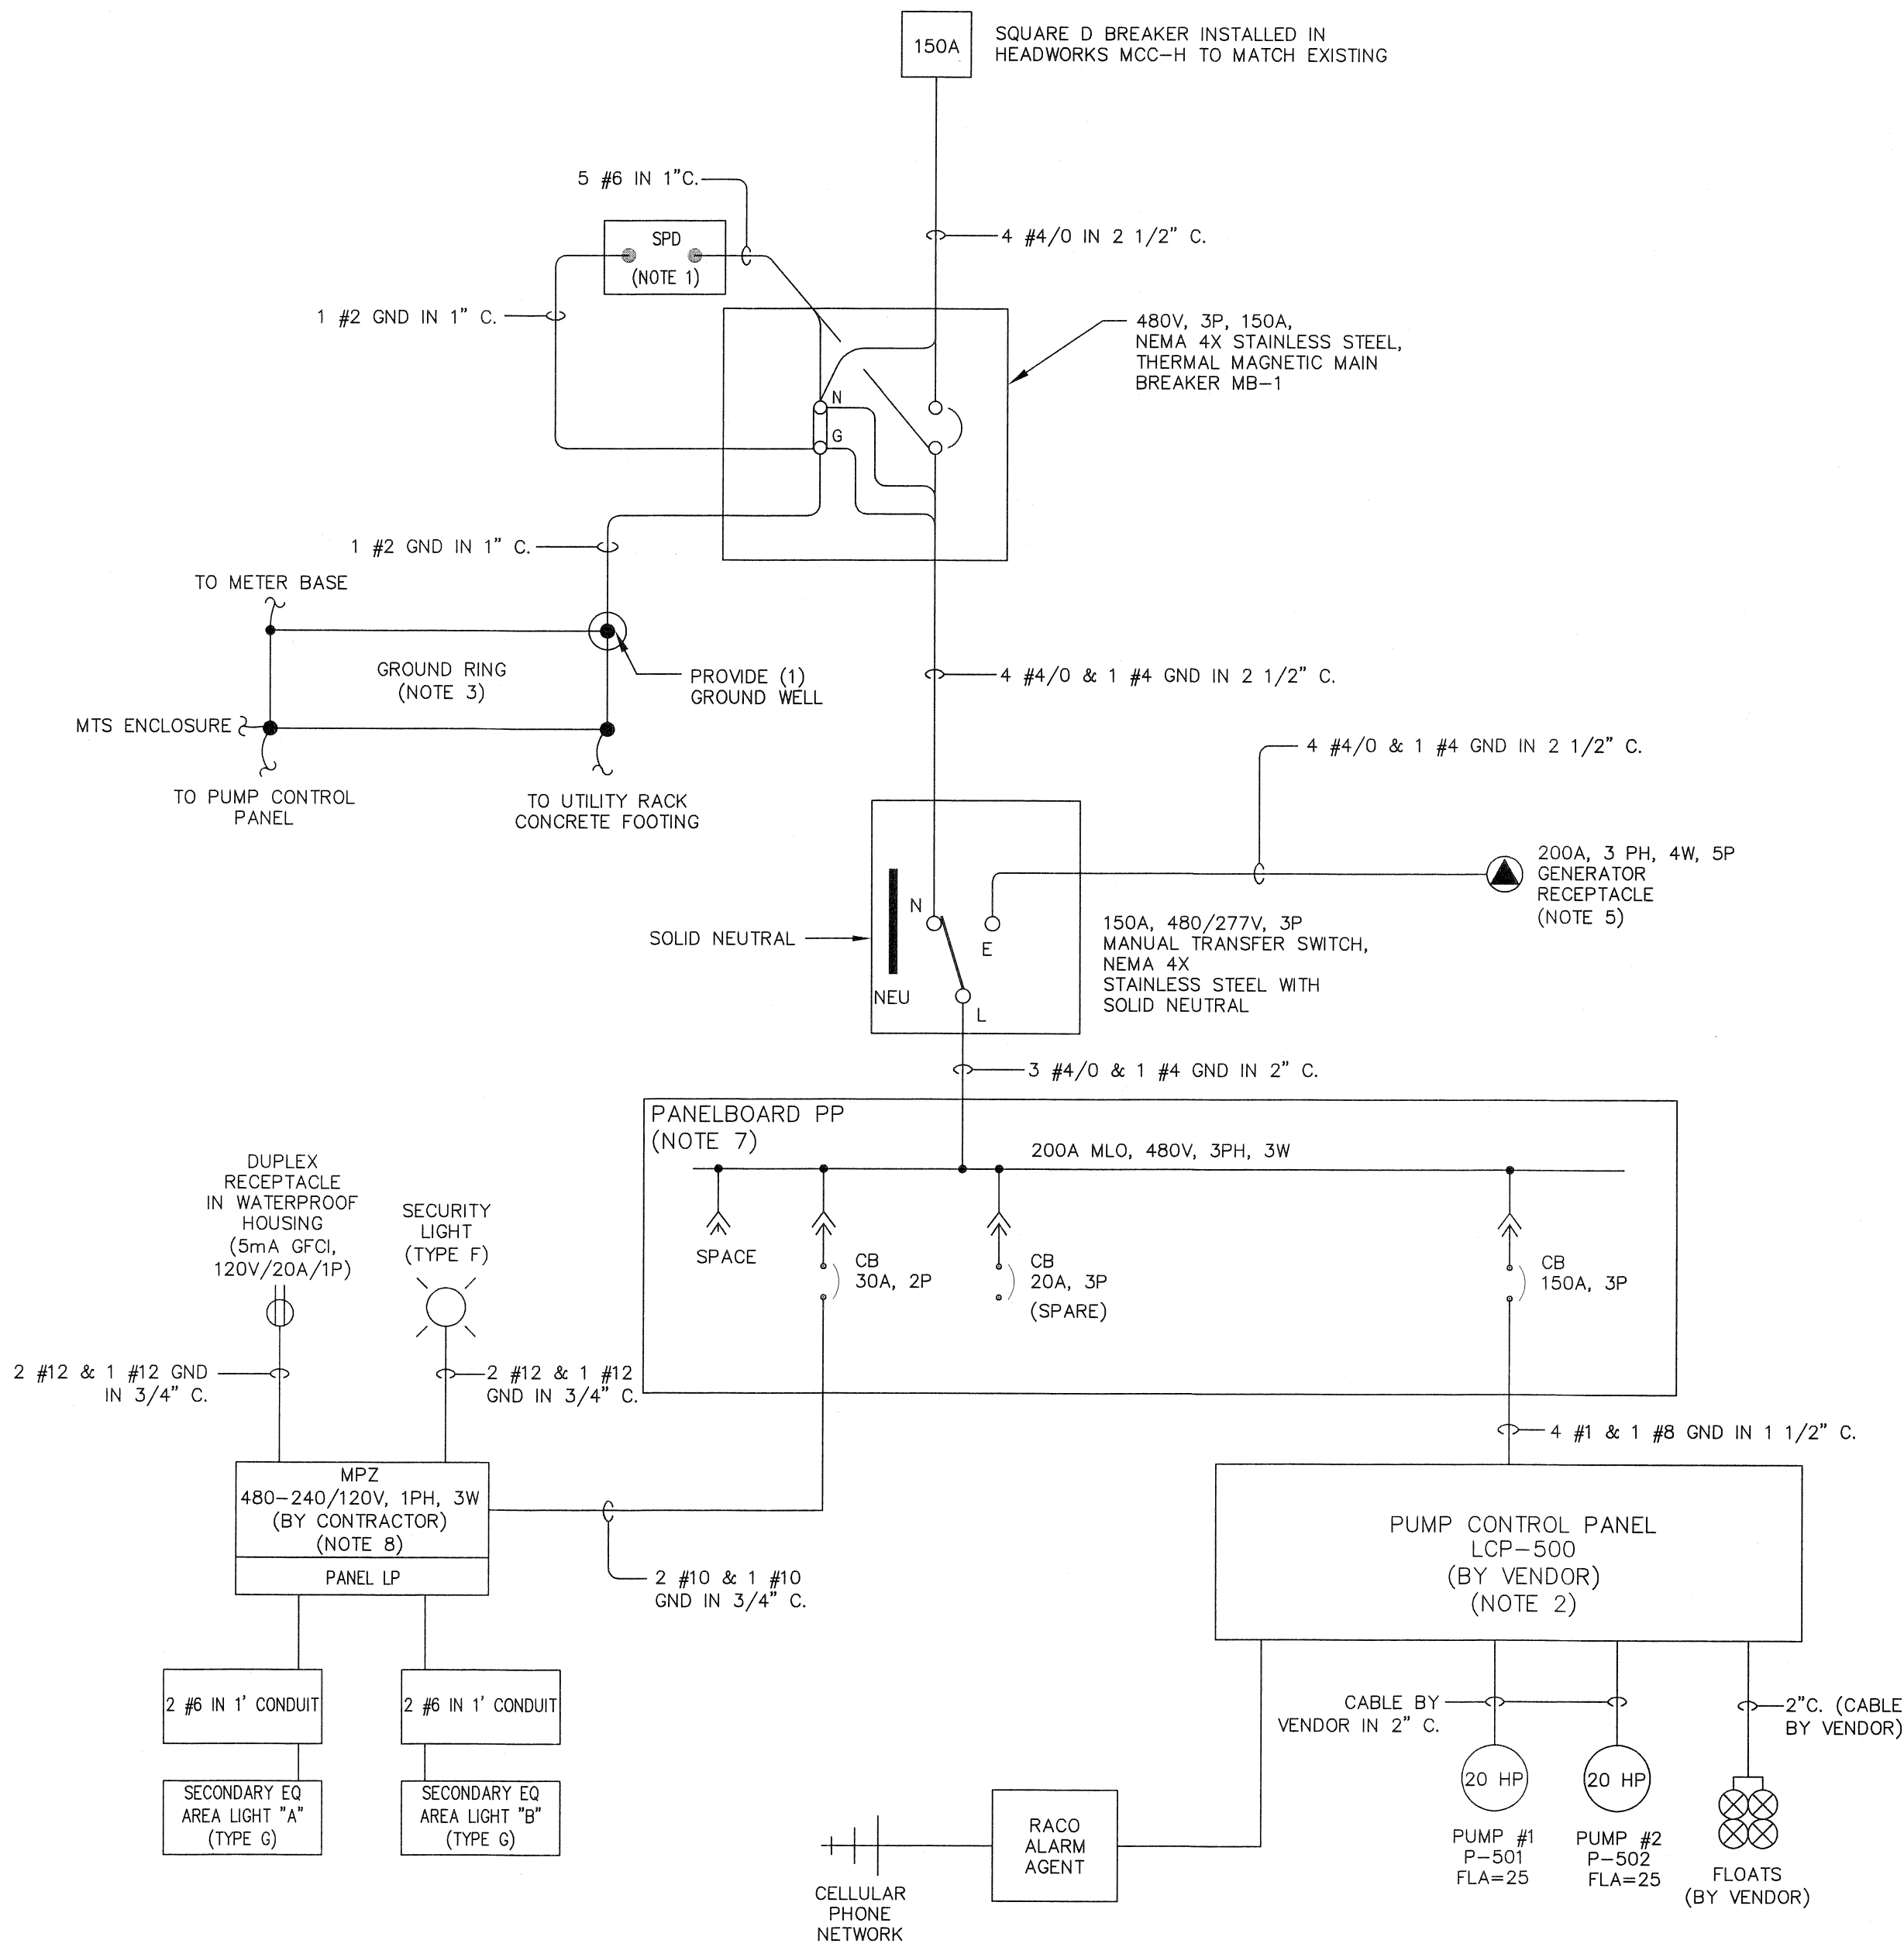 150A
SQUARE D BREAKER INSTALLED IN
HEADWORKS MCC-H TO MATCH EXISTING
5 #6 IN 1"C.
SPD
(NOTE 1)
4 #4/0 IN 2 1/2" C.
1 #2 GND IN 1" C.
480V, 3P, 150A,
NEMA 4X STAINLESS STEEL,
THERMAL MAGNETIC MAIN
BREAKER MB-1
N
G
1 #2 GND IN 1" C.
TO METER BASE
GROUND RING
(NOTE 3)
PROVIDE (1)
GROUND WELL
4 #4/0 & 1 #4 GND IN 2 1/2" C.
MTS ENCLOSURE
TO PUMP CONTROL
PANEL
TO UTILITY RACK
CONCRETE FOOTING
4 #4/0 & 1 #4 GND IN 2 1/2" C.
200A, 3 PH, 4W, 5P
GENERATOR
RECEPTACLE
(NOTE 5)
SOLID NEUTRAL
N
E
NEU
L
150A, 480/277V, 3P
MANUAL TRANSFER SWITCH,
NEMA 4X
STAINLESS STEEL WITH
SOLID NEUTRAL
3 #4/0 & 1 #4 GND IN 2" C.
PANELBOARD PP
(NOTE 7)
200A MLO, 480V, 3PH, 3W
SPACE
CB
30A, 2P
CB
20A, 3P
(SPARE)
CB
150A, 3P
DUPLEX
RECEPTACLE
IN WATERPROOF
HOUSING
(5mA GFCI,
120V/20A/1P)
SECURITY
LIGHT
(TYPE F)
2 #12 & 1 #12 GND
IN 3/4" C.
2 #12 & 1 #12
GND IN 3/4" C.
4 #1 & 1 #8 GND IN 1 1/2" C.
MPZ
480-240/120V, 1PH, 3W
(BY CONTRACTOR)
(NOTE 8)
PANEL LP
2 #10 & 1 #10
GND IN 3/4" C.
PUMP CONTROL PANEL
LCP-500
(BY VENDOR)
(NOTE 2)
2 #6 IN 1' CONDUIT
2 #6 IN 1' CONDUIT
SECONDARY EQ
AREA LIGHT "A"
(TYPE G)
SECONDARY EQ
AREA LIGHT "B"
(TYPE G)
CABLE BY
VENDOR IN 2" C.
2"C. (CABLE
BY VENDOR)
20 HP
20 HP
PUMP #1
P-501
FLA=25
PUMP #2
P-502
FLA=25
FLOATS
(BY VENDOR)
RACO
ALARM
AGENT
CELLULAR
PHONE
NETWORK